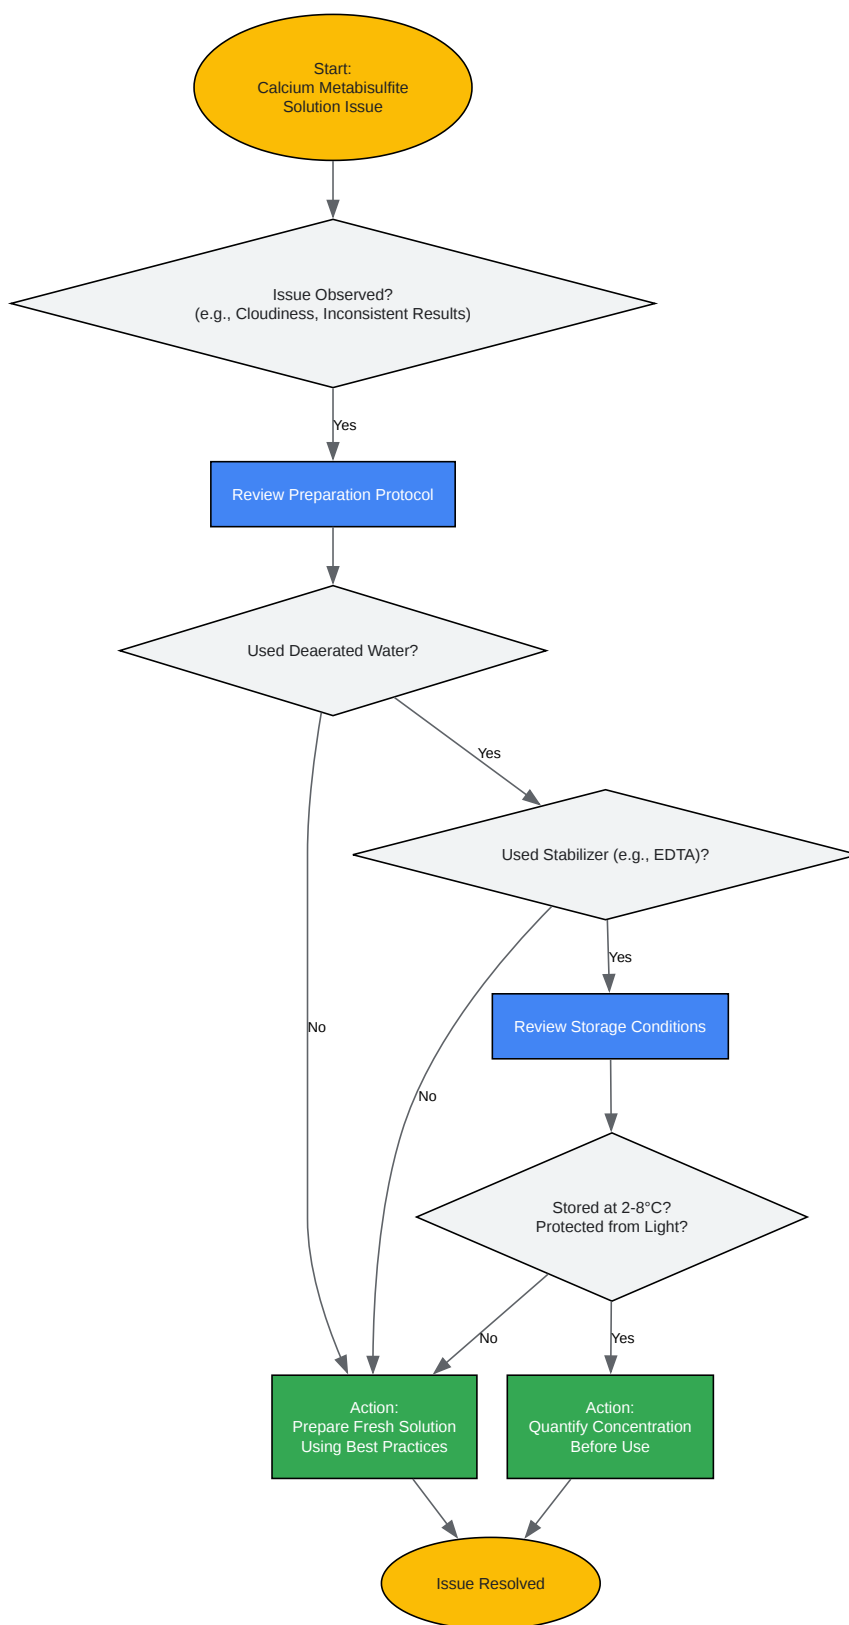 Start:
Calcium Metabisulfite
Solution Issue
Issue Observed?
(e.g., Cloudiness, Inconsistent Results)
Yes
Review Preparation Protocol
Used Deaerated Water?
Yes
Used Stabilizer (e.g., EDTA)?
Yes
Review Storage Conditions
No
No
Stored at 2-8°C?
Protected from Light?
No
Yes
Action:
Prepare Fresh Solution
Using Best Practices
Action:
Quantify Concentration
Before Use
Issue Resolved